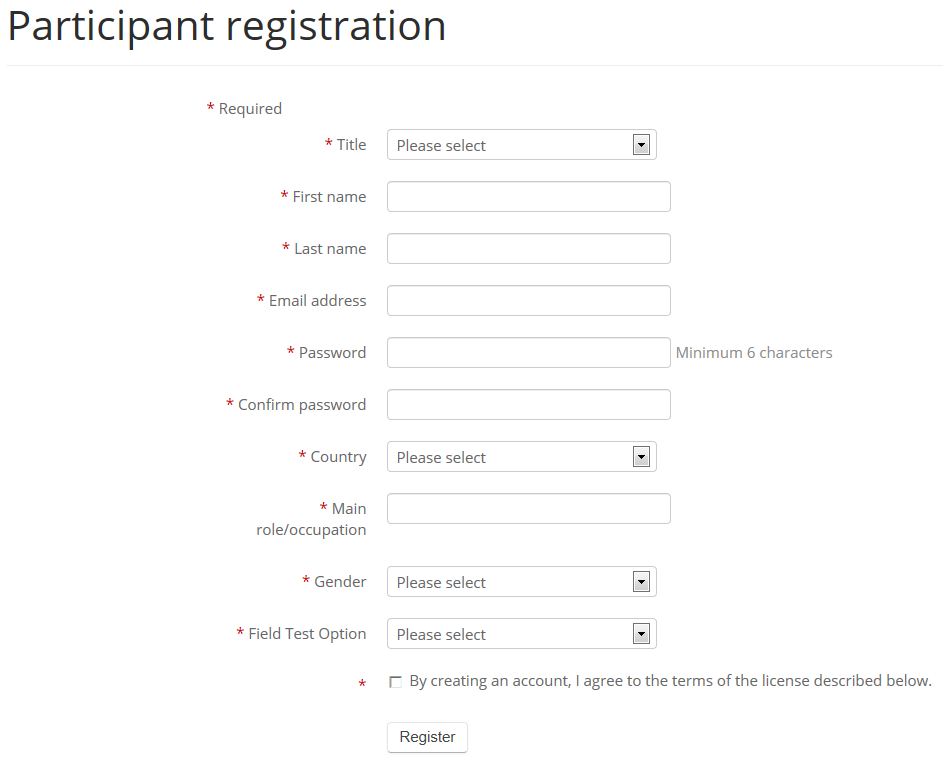 Participant registration
* Required
* Title Please select
* First name
* Last name
* Email address
* Password Minimum 6 characters
* Confirm password
* Country Please select
* Main
role/occupation
* Gender Please select
* Field Test Option Please select
* By creating an account, I agree to the terms of the license described below.
Register